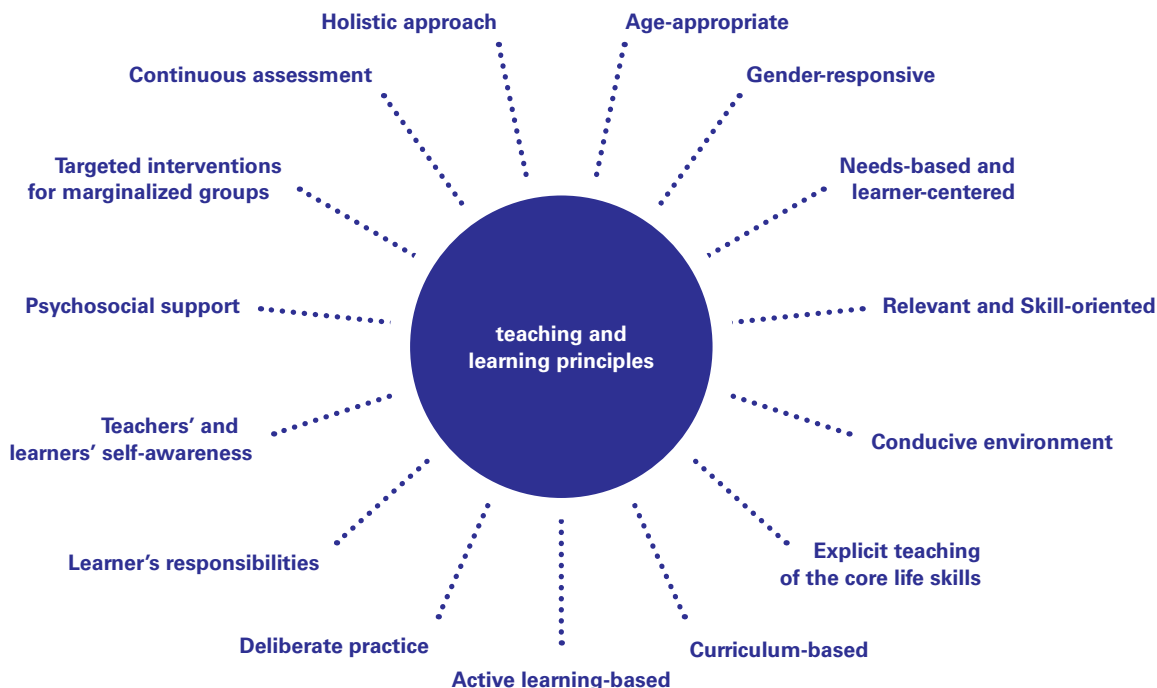 Holistic approach
Age-appropriate
Continuous assessment
Gender-responsive
Targeted interventions
for marginalized groups
Needs-based and
learner-centered
Psychosocial support
Relevant and Skill-oriented
teaching and
learning principles
Teachers’ and
learners’ self-awareness
Conducive environment
Learner’s responsibilities
Explicit teaching
of the core life skills
Deliberate practice
Curriculum-based
Active learning-based